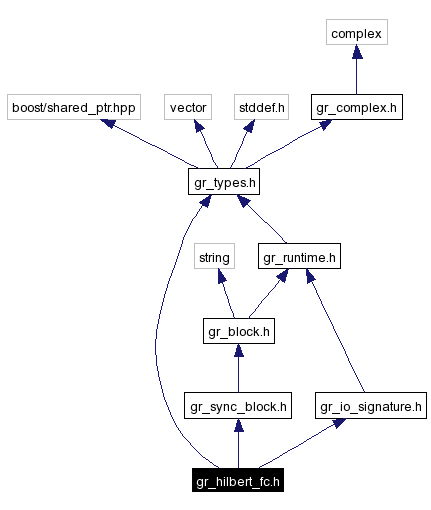 complex
boost/shared_ptr.hpp
vector
stddef.h
gr_complex.h
gr_types.h
string
gr_runtime.h
gr_block.h
gr_sync_block.h
gr_io_signature.h
gr_hilbert_fc.h